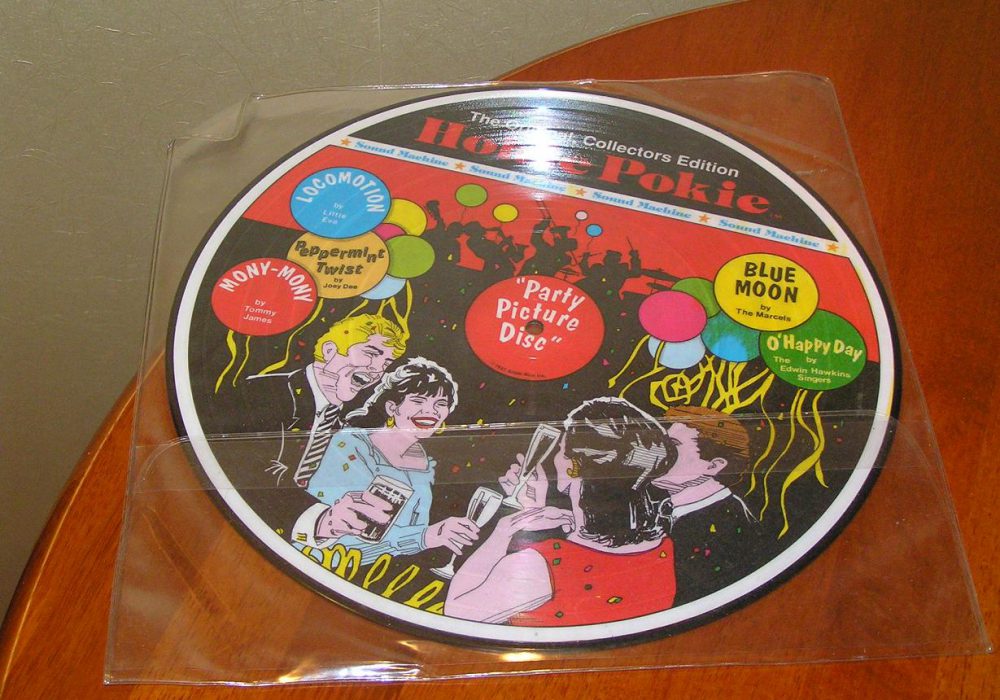 The Collectors Edition
Pokie
Sound Machine ★ Sound Machine ★ Sound Machine ★ Sound Machine
LOCOMOTION
by
Little
Eva
Peppermint
Twist
by
Joey Dee
MONY-MONY
by
Tommy
James
"Party
Picture
Disc"
BLUE
MOON
by
The Marcels
O'Happy Day
by
The
Edwin Hawkins
Singers